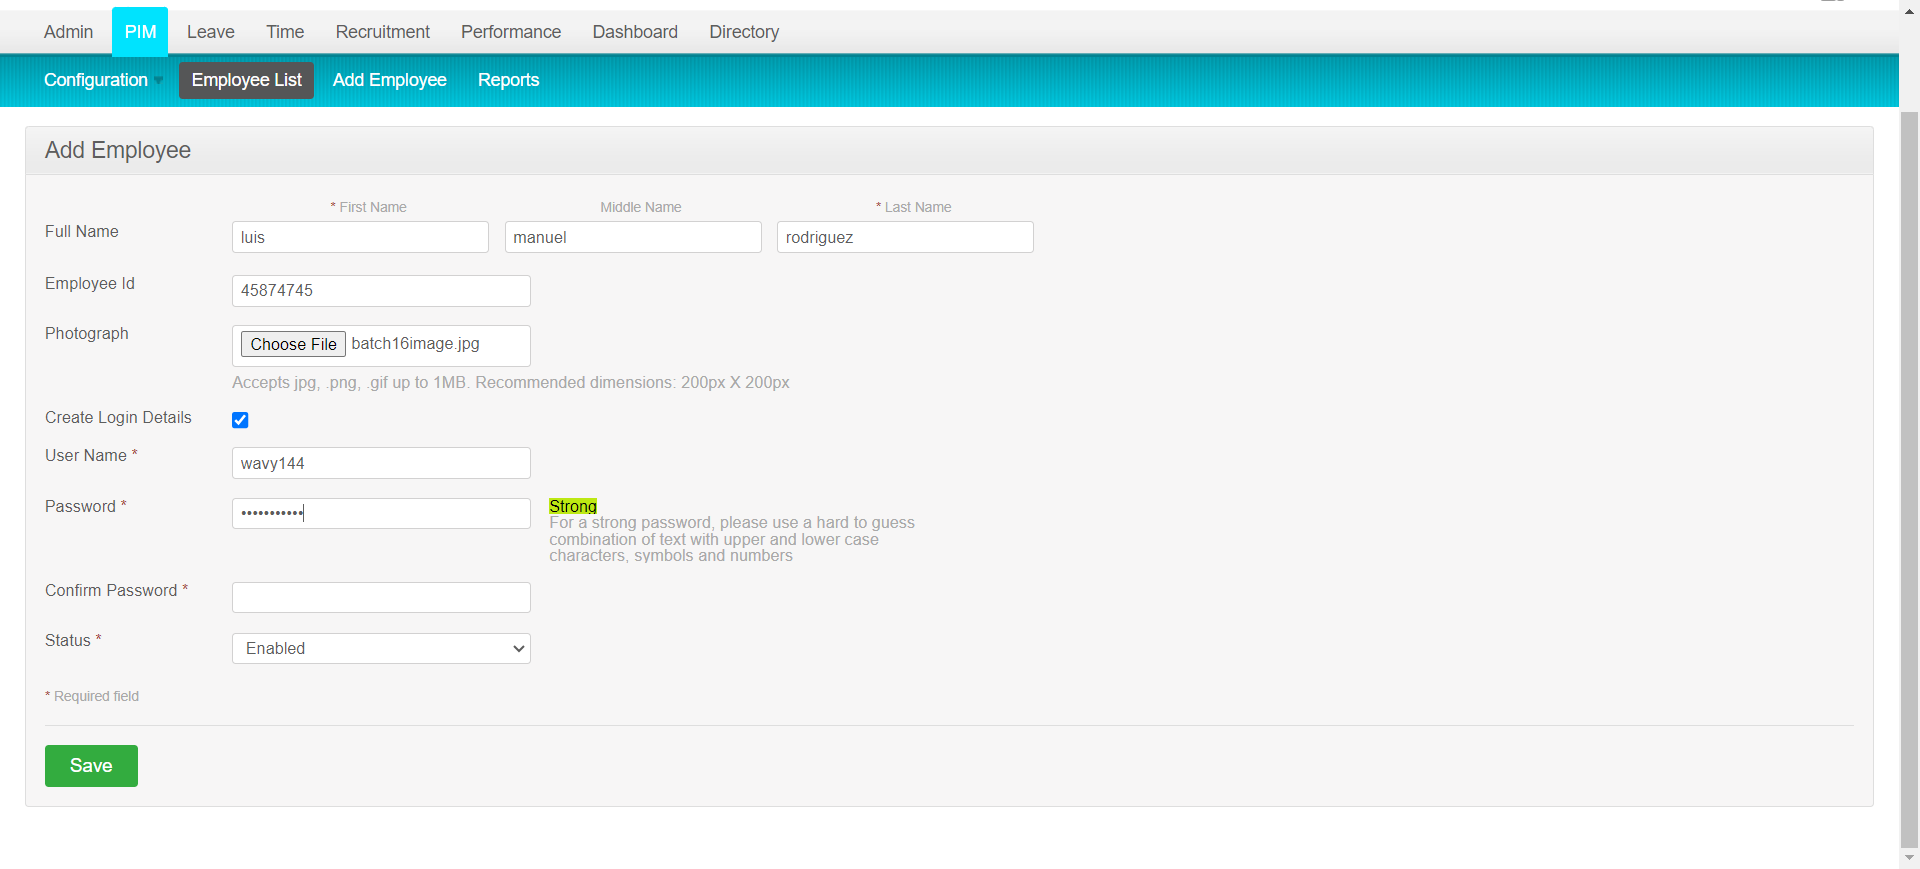 Admin PIM Leave Time Recruitment Performance Dashboard Directory
Configuration Employee List Add Employee Reports
Add Employee
* First Name Middle Name * Last Name
Full Name luis manuel rodriguez
Employee Id 45874745
Photograph Choose File batch16image.jpg
Accepts jpg, .png, .gif up to 1MB. Recommended dimensions: 200px X 200px
Create Login Details
User Name * wavy144
Password * ••••••••••• Strong
For a strong password, please use a hard to guess
combination of text with upper and lower case
characters, symbols and numbers
Confirm Password *
Status * Enabled
* Required field
Save